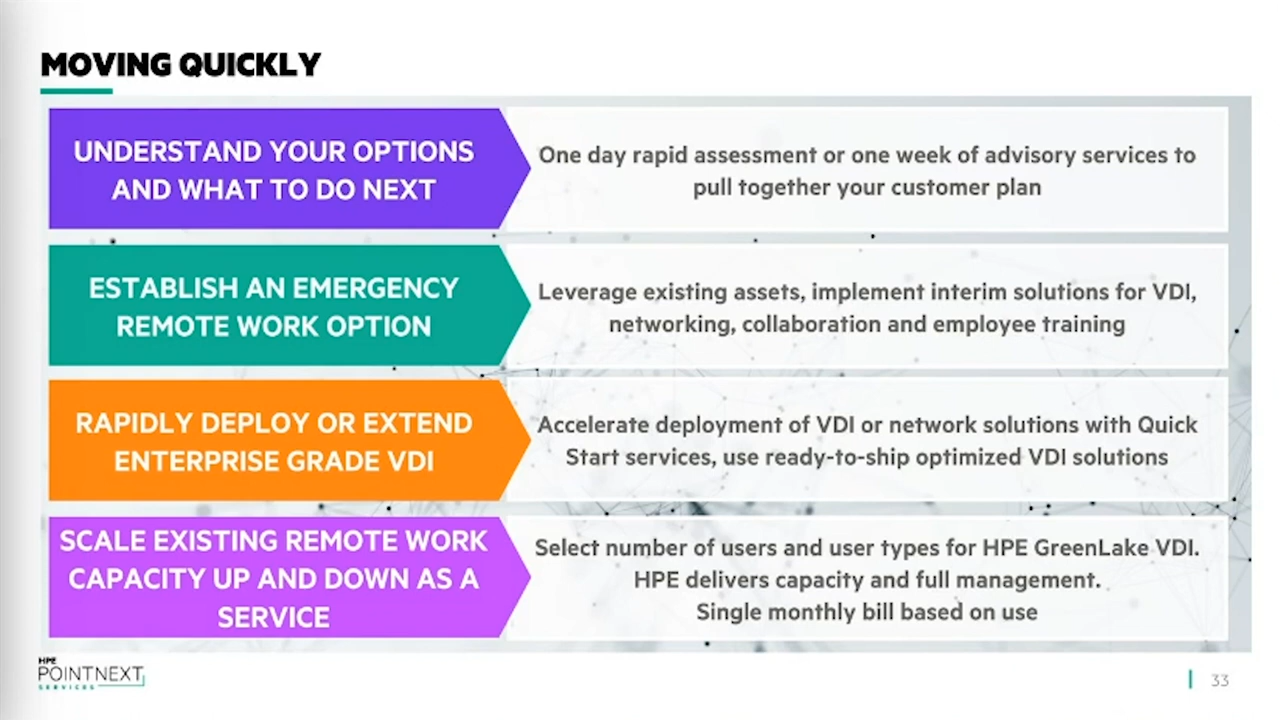 MOVING QUICKLY
UNDERSTAND YOUR OPTIONS
AND WHAT TO DO NEXT
One day rapid assessment or one week of advisory services to
pull together your customer plan
ESTABLISH AN EMERGENCY
REMOTE WORK OPTION
Leverage existing assets, implement interim solutions for VDI,
networking, collaboration and employee training
RAPIDLY DEPLOY OR EXTEND
ENTERPRISE GRADE VDI
Accelerate deployment of VDI or network solutions with Quick
Start services, use ready-to-ship optimized VDI solutions
SCALE EXISTING REMOTE WORK
CAPACITY UP AND DOWN AS A
SERVICE
Select number of users and user types for HPE GreenLake VDI.
HPE delivers capacity and full management.
Single monthly bill based on use
HPE
POINTNEXT
SERVICES
33